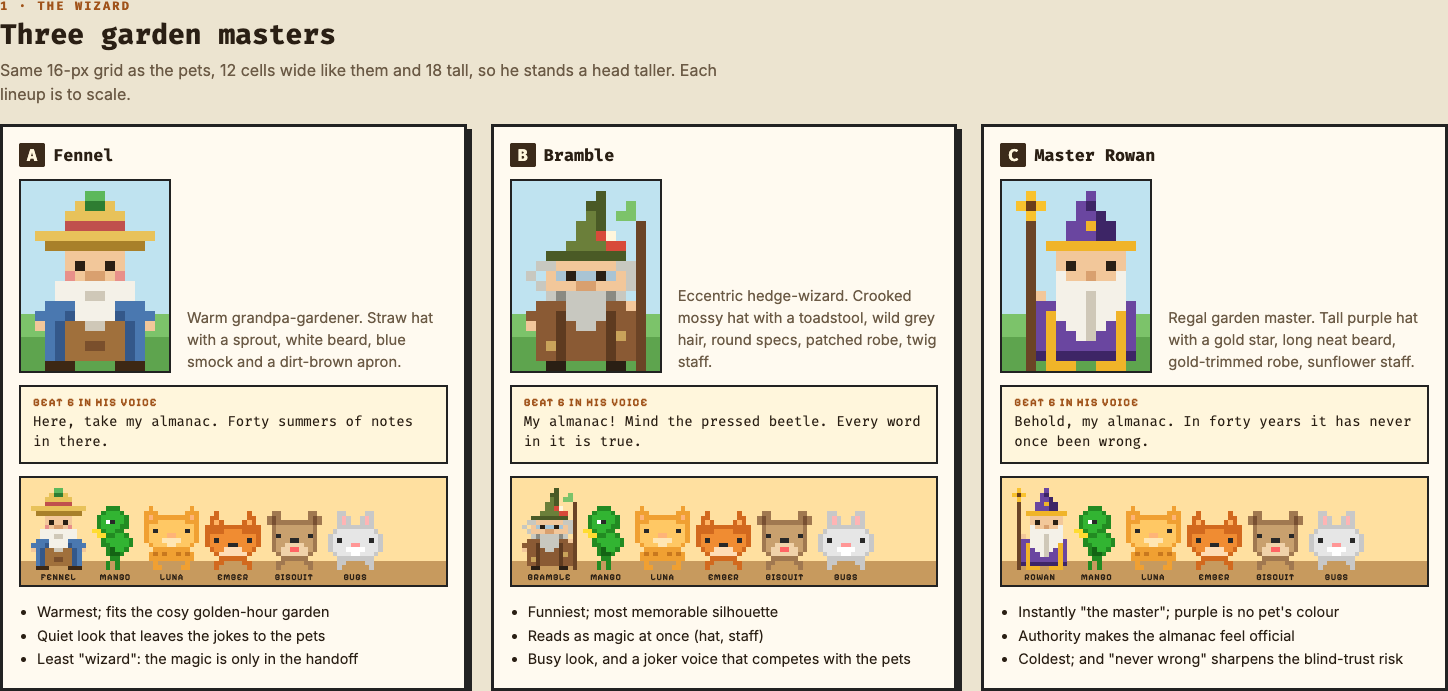 1 · THE WIZARD
Three garden masters
Same 16-px grid as the pets, 12 cells wide like them and 18 tall, so he stands a head taller. Each
lineup is to scale.
A Fennel
Warm grandpa-gardener. Straw hat
with a sprout, white beard, blue
smock and a dirt-brown apron.
BEAT 6 IN HIS VOICE
Here, take my almanac. Forty summers of notes
in there.
FENNEL MANGO LUNA EMBER BISCUIT BUGS
• Warmest; fits the cosy golden-hour garden
• Quiet look that leaves the jokes to the pets
• Least "wizard": the magic is only in the handoff
B Bramble
Eccentric hedge-wizard. Crooked
mossy hat with a toadstool, wild grey
hair, round specs, patched robe, twig
staff.
BEAT 6 IN HIS VOICE
My almanac! Mind the pressed beetle. Every word
in it is true.
BRAMBLE MANGO LUNA EMBER BISCUIT BUGS
• Funniest; most memorable silhouette
• Reads as magic at once (hat, staff)
• Busy look, and a joker voice that competes with the pets
C Master Rowan
Regal garden master. Tall purple hat
with a gold star, long neat beard,
gold-trimmed robe, sunflower staff.
BEAT 6 IN HIS VOICE
Behold, my almanac. In forty years it has never
once been wrong.
ROWAN MANGO LUNA EMBER BISCUIT BUGS
• Instantly "the master"; purple is no pet's colour
• Authority makes the almanac feel official
• Coldest; and "never wrong" sharpens the blind-trust risk